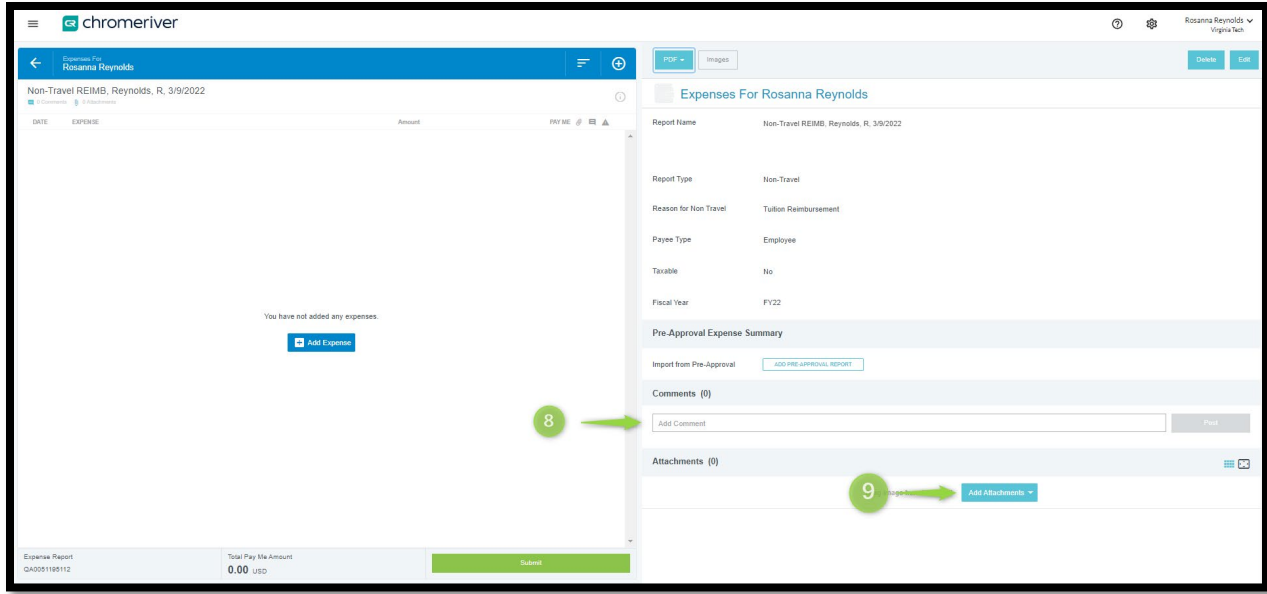 chromeriver
Rosanna Reynolds
Virginia Tech
Expenses For
Rosanna Reynolds
Non-Travel REIMB, Reynolds, R, 3/9/2022
0 Comments 0 Attachments
DATE EXPENSE Amount PAY ME
You have not added any expenses.
Add Expense
Expense Report
QA0051195112
Total Pay Me Amount
0.00 USD
Submit
PDF Images Delete Edit
Expenses For Rosanna Reynolds
Report Name Non-Travel REIMB, Reynolds, R, 3/9/2022
Report Type Non-Travel
Reason for Non Travel Tuition Reimbursement
Payee Type Employee
Taxable No
Fiscal Year FY22
Pre-Approval Expense Summary
Import from Pre-Approval ADD PRE-APPROVAL REPORT
Comments (0)
8 Add Comment Post
Attachments (0)
9 Add Attachments